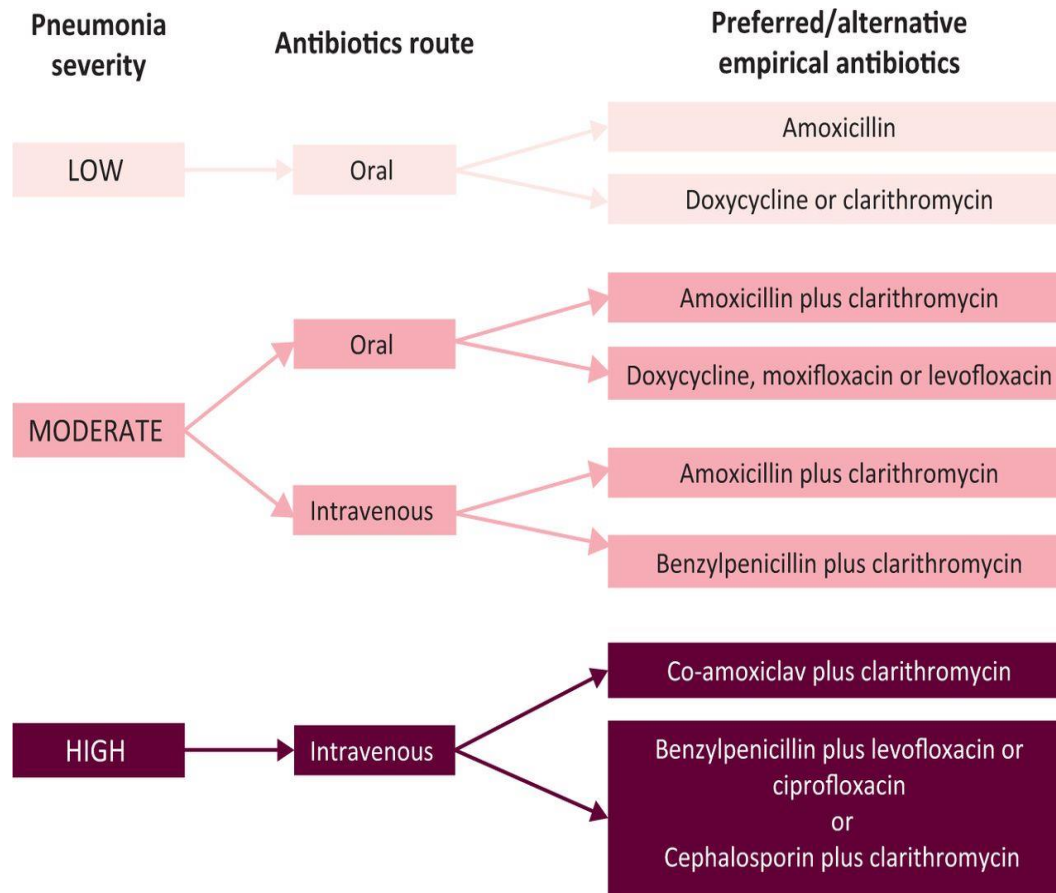 Pneumonia
severity
Antibiotics route
Preferred/alternative
empirical antibiotics
LOW
Oral
Amoxicillin
Doxycycline or clarithromycin
MODERATE
Oral
Amoxicillin plus clarithromycin
Doxycycline, moxifloxacin or levofloxacin
Intravenous
Amoxicillin plus clarithromycin
Benzylpenicillin plus clarithromycin
HIGH
Intravenous
Co-amoxiclav plus clarithromycin
Benzylpenicillin plus levofloxacin or
ciprofloxacin
or
Cephalosporin plus clarithromycin